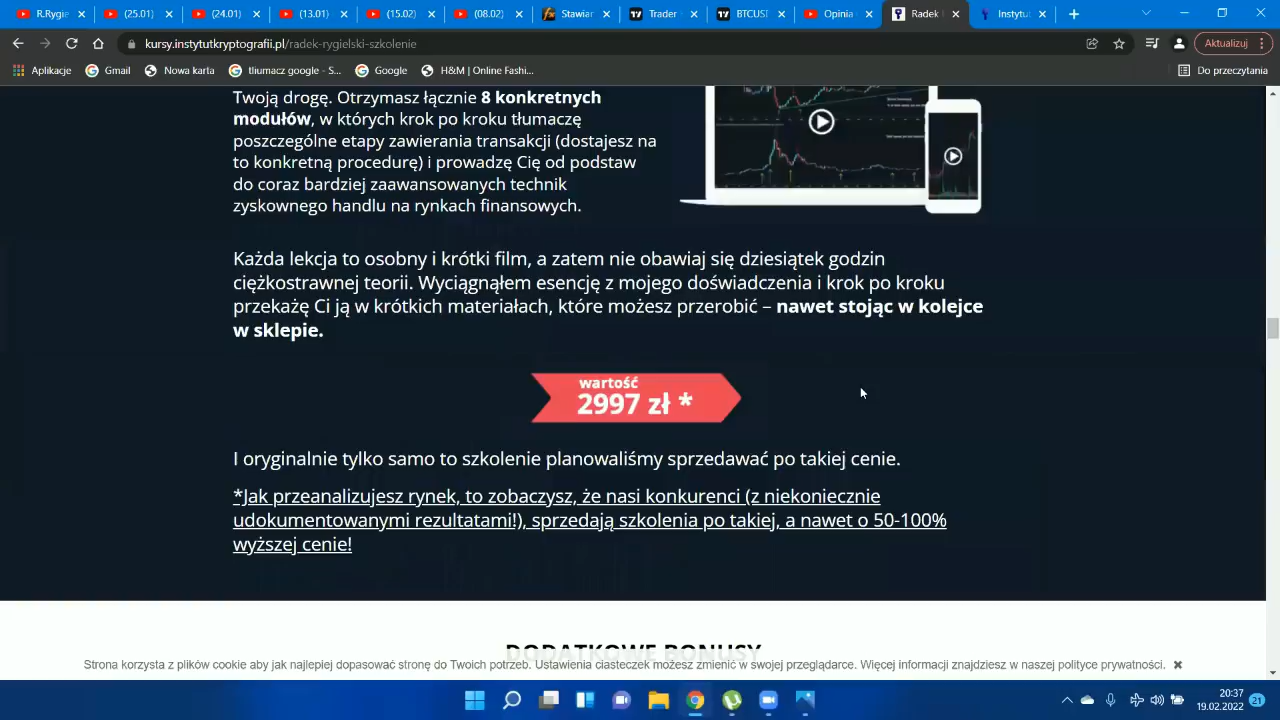 R.Rygie
(25.01)
(24.01)
(13.01)
(15.02)
(08.02)
Stawiar
Trader
BTCUSI
Opinia
Radek
Instytut
kursy.instytutkryptografii.pl/radek-rygielski-szkolenie
Aktualizuj
Aplikacje
Gmail
Nowa karta
tlumacz google - S...
Google
H&M | Online Fashi...
Do przeczytania
Twoją drogę. Otrzymasz łącznie 8 konkretnych
modułów, w których krok po kroku tłumaczę
poszczególne etapy zawierania transakcji (dostajesz na
to konkretną procedurę) i prowadzę Cię od podstaw
do coraz bardziej zaawansowanych technik
zyskownego handlu na rynkach finansowych.
Każda lekcja to osobny i krótki film, a zatem nie obawiaj się dziesiątek godzin
ciężkostrawnej teorii. Wyciągnąłem esencję z mojego doświadczenia i krok po kroku
przekażę Ci ją w krótkich materiałach, które możesz przerobić – nawet stojąc w kolejce
w sklepie.
wartość
2997 zł *
I oryginalnie tylko samo to szkolenie planowaliśmy sprzedawać po takiej cenie.
*Jak przeanalizujesz rynek, to zobaczysz, że nasi konkurenci (z niekoniecznie
udokumentowanymi rezultatami!), sprzedają szkolenia po takiej, a nawet o 50-100%
wyższej cenie!
DODATKOWE BONUSY
Strona korzysta z plików cookie aby jak najlepiej dopasować stronę do Twoich potrzeb. Ustawienia ciasteczek możesz zmienić w swojej przeglądarce. Więcej informacji znajdziesz w naszej polityce prywatności.
20:37
19.02.2022
21